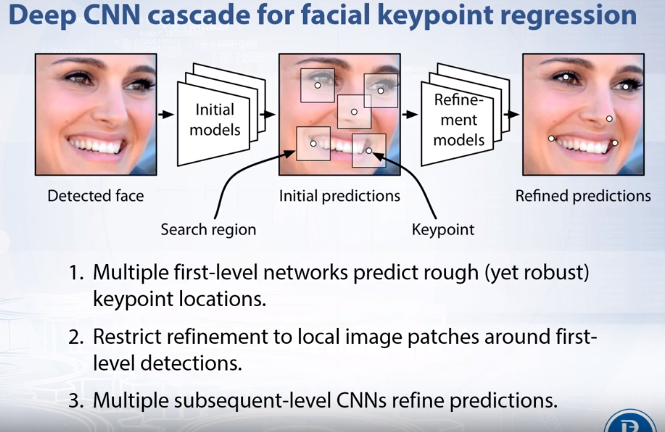 Deep CNN cascade for facial keypoint regression
Initial
models
Refine-
ment
models
Detected face
Initial predictions
Refined predictions
Search region
Keypoint
1. Multiple first-level networks predict rough (yet robust)
keypoint locations.
2. Restrict refinement to local image patches around first-
level detections.
3. Multiple subsequent-level CNNs refine predictions.